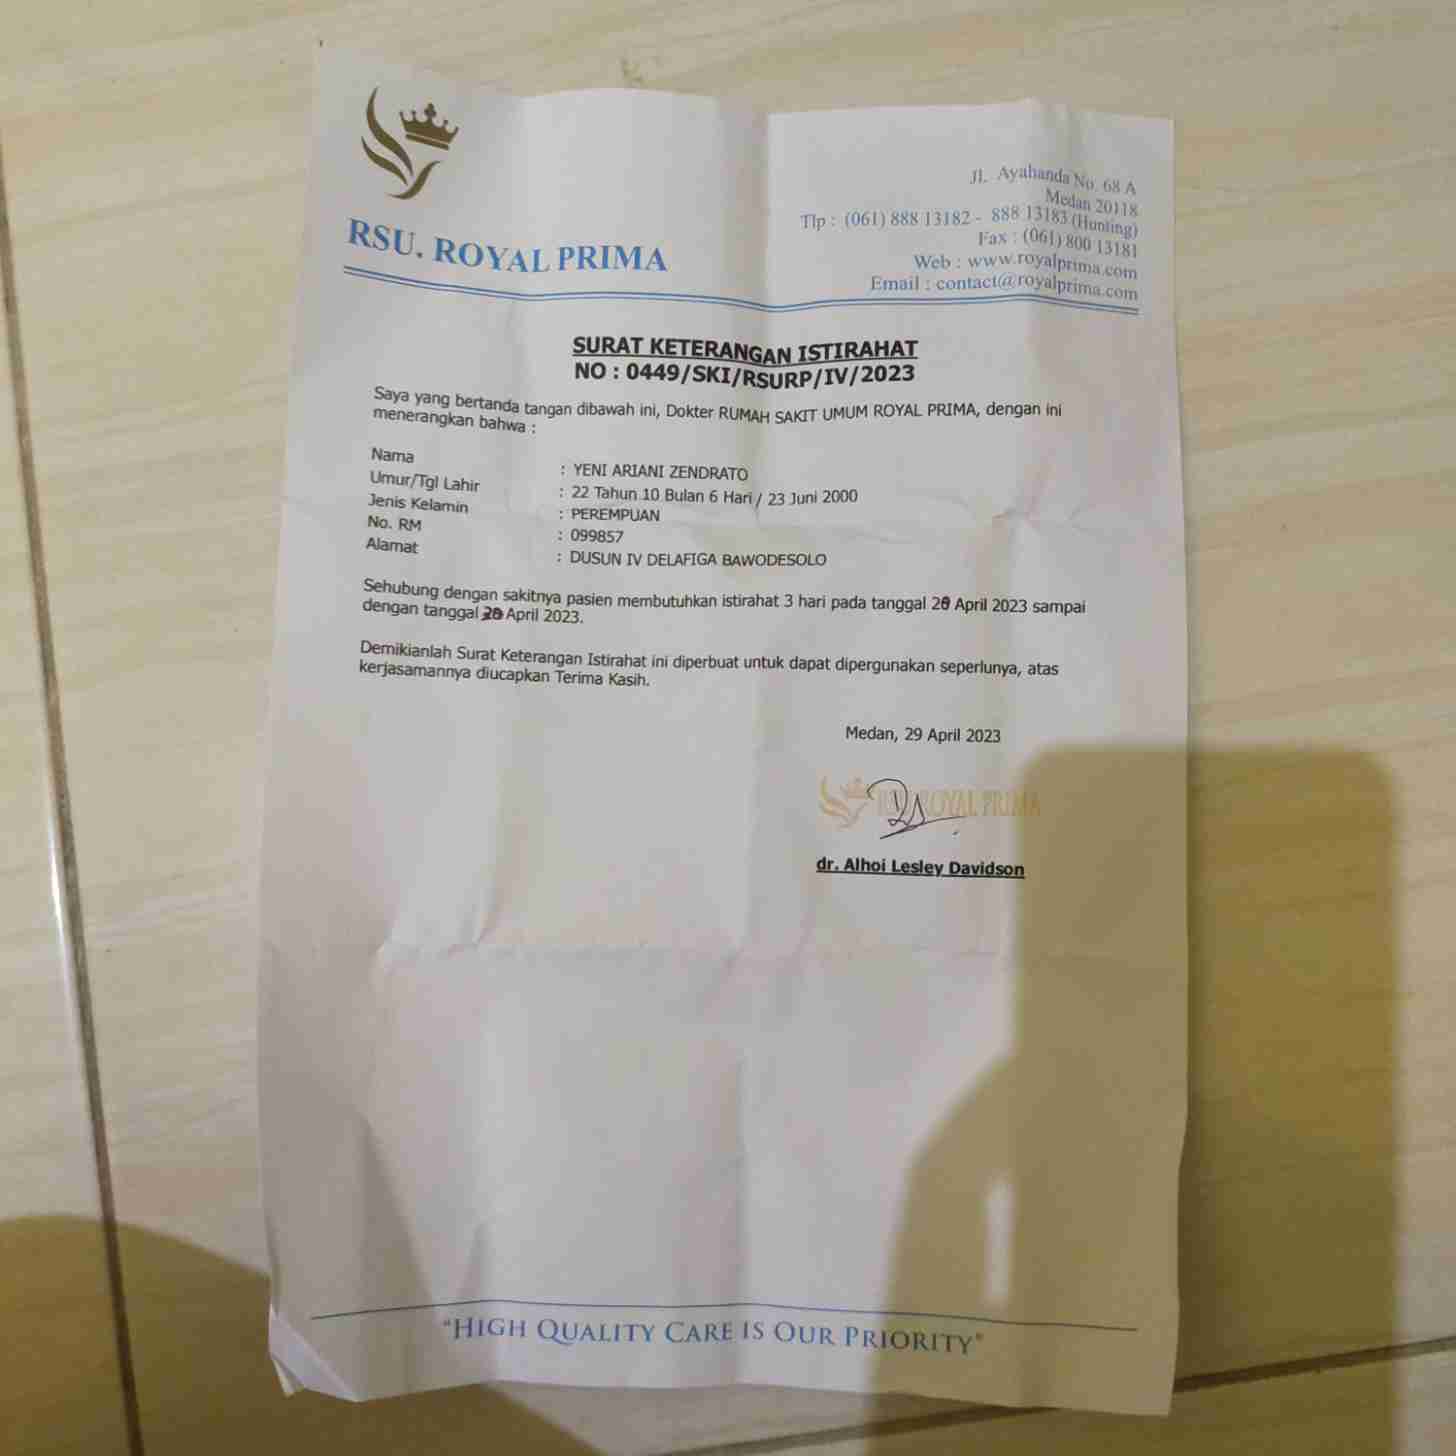 RSU. ROYAL PRIMA
Jl. Ayahanda No. 68 A
Medan 20118
Tlp : (061) 888 13182 - 888 13183 (Hunting)
Fax : (061) 800 13181
Web : www.royalprima.com
Email : contact@royalprima.com
SURAT KETERANGAN ISTIRAHAT
NO : 0449/SKI/RSURP/IV/2023
Saya yang bertanda tangan dibawah ini, Dokter RUMAH SAKIT UMUM ROYAL PRIMA, dengan ini
menerangkan bahwa :
Nama : YENI ARIANI ZENDRATO
Umur/Tgl Lahir : 22 Tahun 10 Bulan 6 Hari / 23 Juni 2000
Jenis Kelamin : PEREMPUAN
No. RM : 099857
Alamat : DUSUN IV DELAFIGA BAWODESOLO
Sehubung dengan sakitnya pasien membutuhkan istirahat 3 hari pada tanggal April 2023 sampai
dengan tanggal April 2023.
Demikianlah Surat Keterangan Istirahat ini diperbuat untuk dapat dipergunakan seperlunya, atas
kerjasamannya diucapkan Terima Kasih.
Medan, 29 April 2023
ROYAL PRIMA
dr. Alhoi Lesley Davidson
"HIGH QUALITY CARE IS OUR PRIORITY"